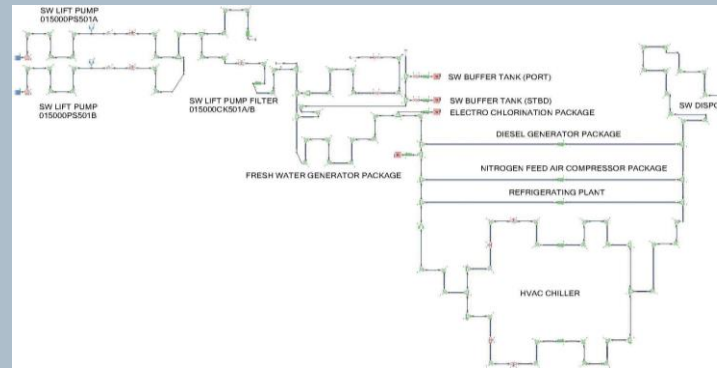 SW LIFT PUMP
015000PS501A
SW LIFT PUMP
015000PS501B
SW LIFT PUMP FILTER
015000CK501A/B
SW BUFFER TANK (PORT)
SW BUFFER TANK (STBD)
ELECTRO CHLORINATION PACKAGE
SW DISPO
DIESEL GENERATOR PACKAGE
FRESH WATER GENERATOR PACKAGE
NITROGEN FEED AIR COMPRESSOR PACKAGE
REFRIGERATING PLANT
HVAC CHILLER